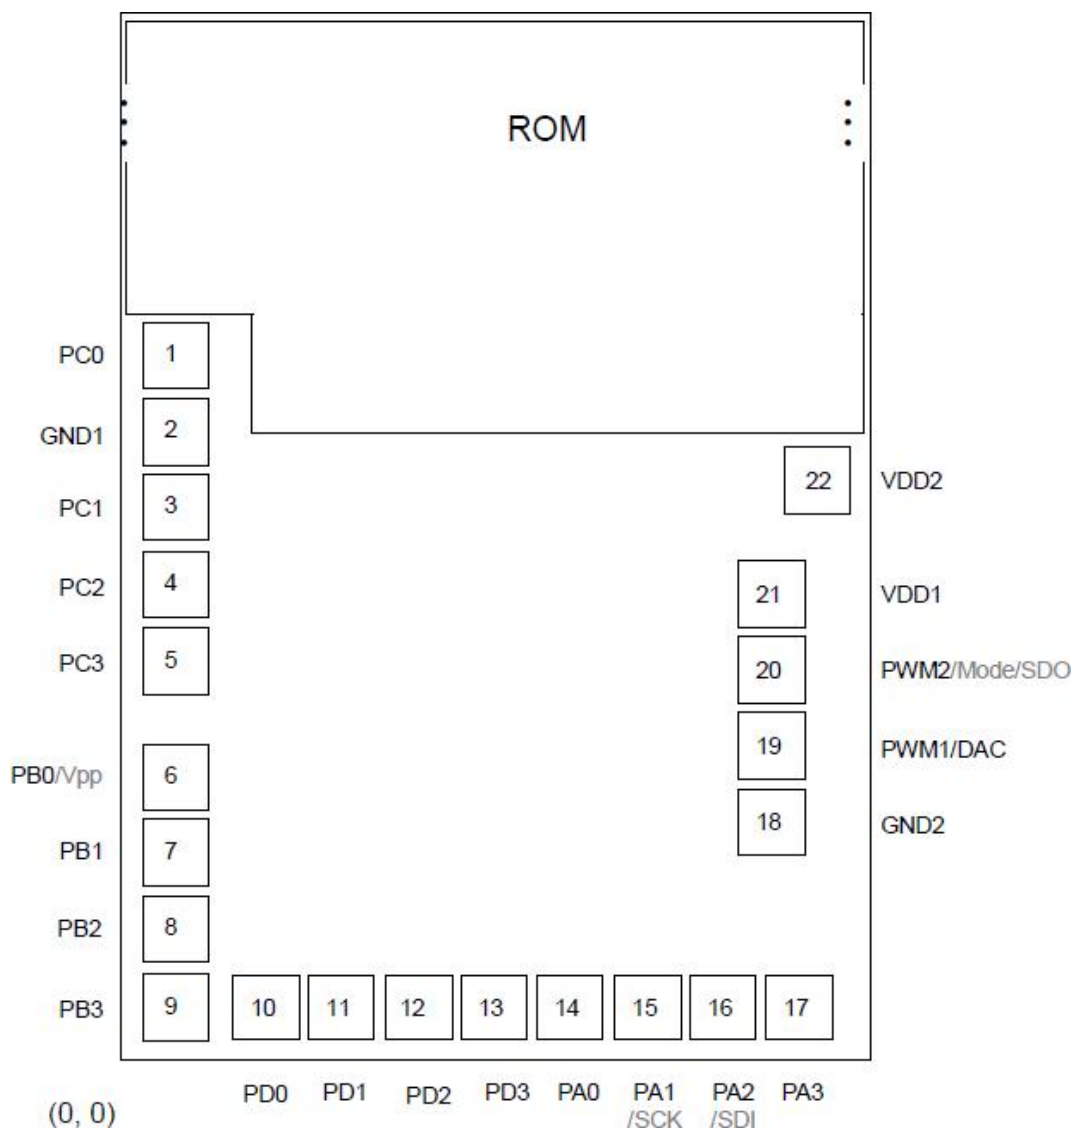 ROM
PC0 1
GND1 2
PC1 3
22 VDD2
PC2 4
21 VDD1
PC3 5
20 PWM2/Mode/SDO
19 PWM1/DAC
PB0/Vpp 6
18 GND2
PB1 7
PB2 8
PB3 9 10 11 12 13 14 15 16 17
PD0 PD1 PD2 PD3 PA0 PA1 PA2 PA3
(0, 0) /SCK /SDI